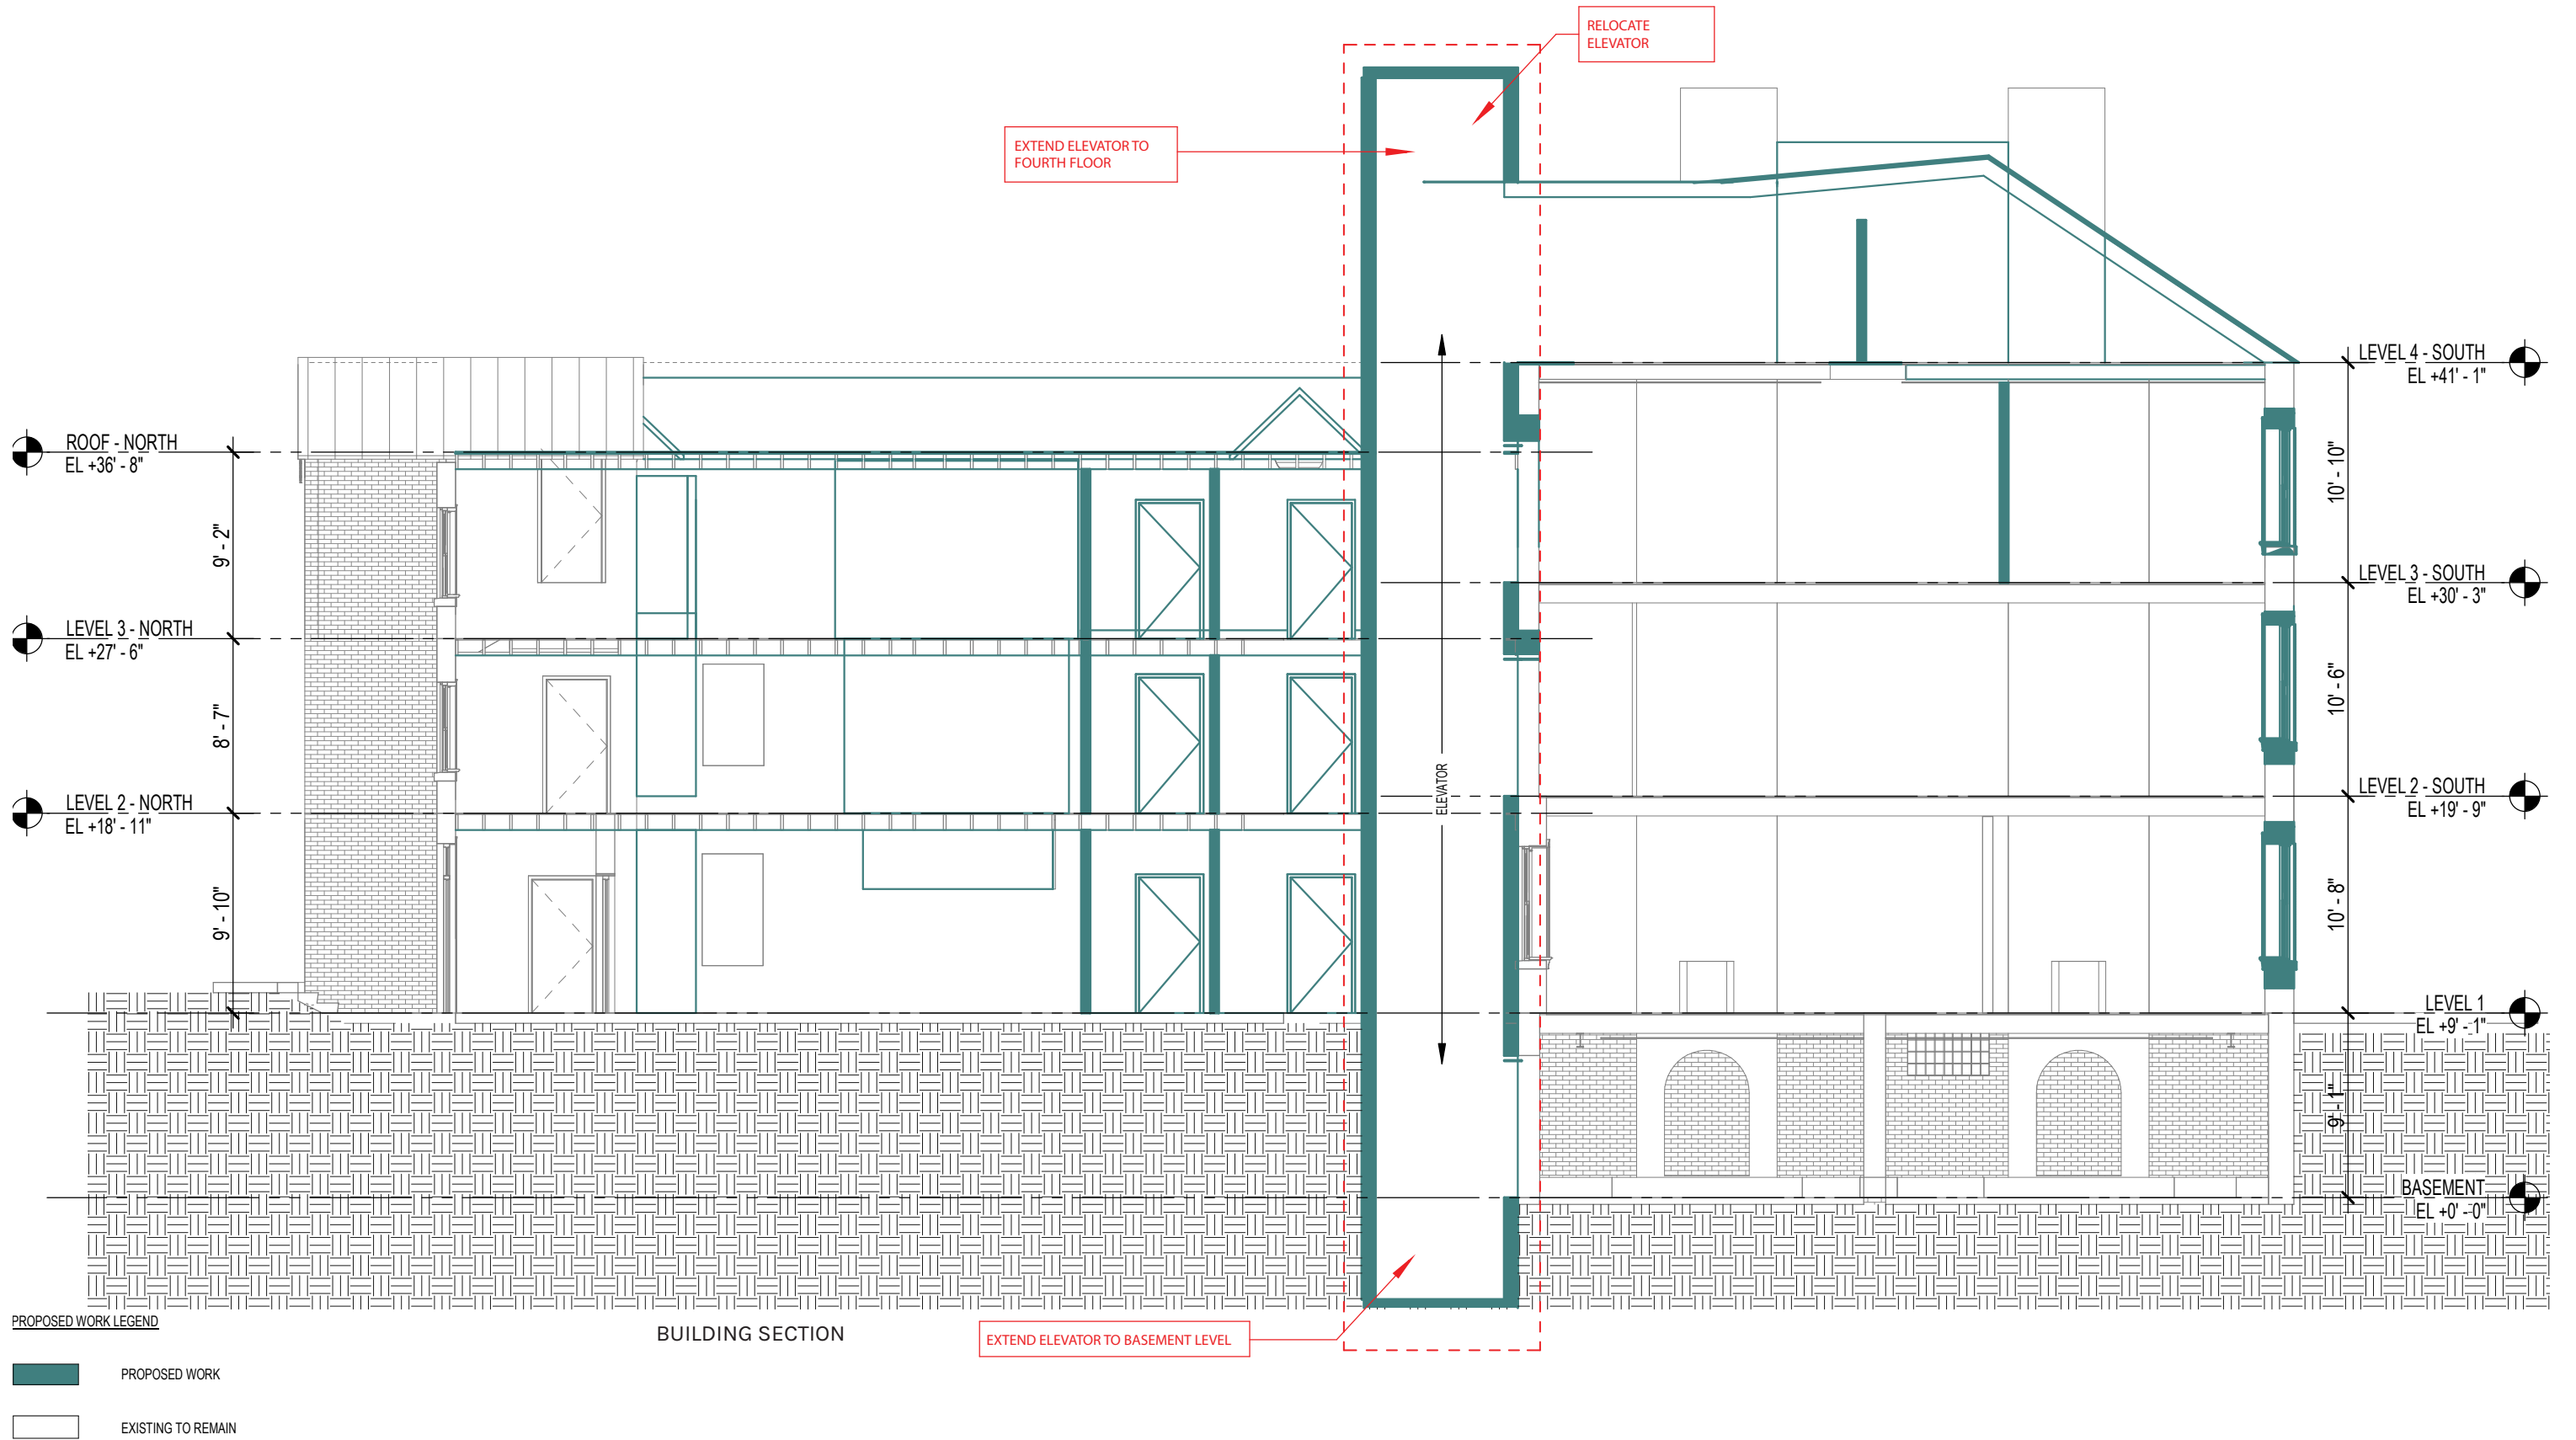 RELOCATE
ELEVATOR
EXTEND ELEVATOR TO
FOURTH FLOOR
LEVEL 4 - SOUTH
EL +41' - 1"
ROOF - NORTH
EL +36' - 8"
10' - 10"
9' - 2"
LEVEL 3 - SOUTH
EL +30' - 3"
LEVEL 3 - NORTH
EL +27' - 6"
10' - 6"
8' - 7"
ELEVATOR
LEVEL 2 - SOUTH
EL +19' - 9"
LEVEL 2 - NORTH
EL +18' - 11"
10' - 8"
9' - 10"
LEVEL 1
EL +9' - 1"
9' - 1"
BASEMENT
EL +0' - 0"
PROPOSED WORK LEGEND
BUILDING SECTION
EXTEND ELEVATOR TO BASEMENT LEVEL
PROPOSED WORK
EXISTING TO REMAIN